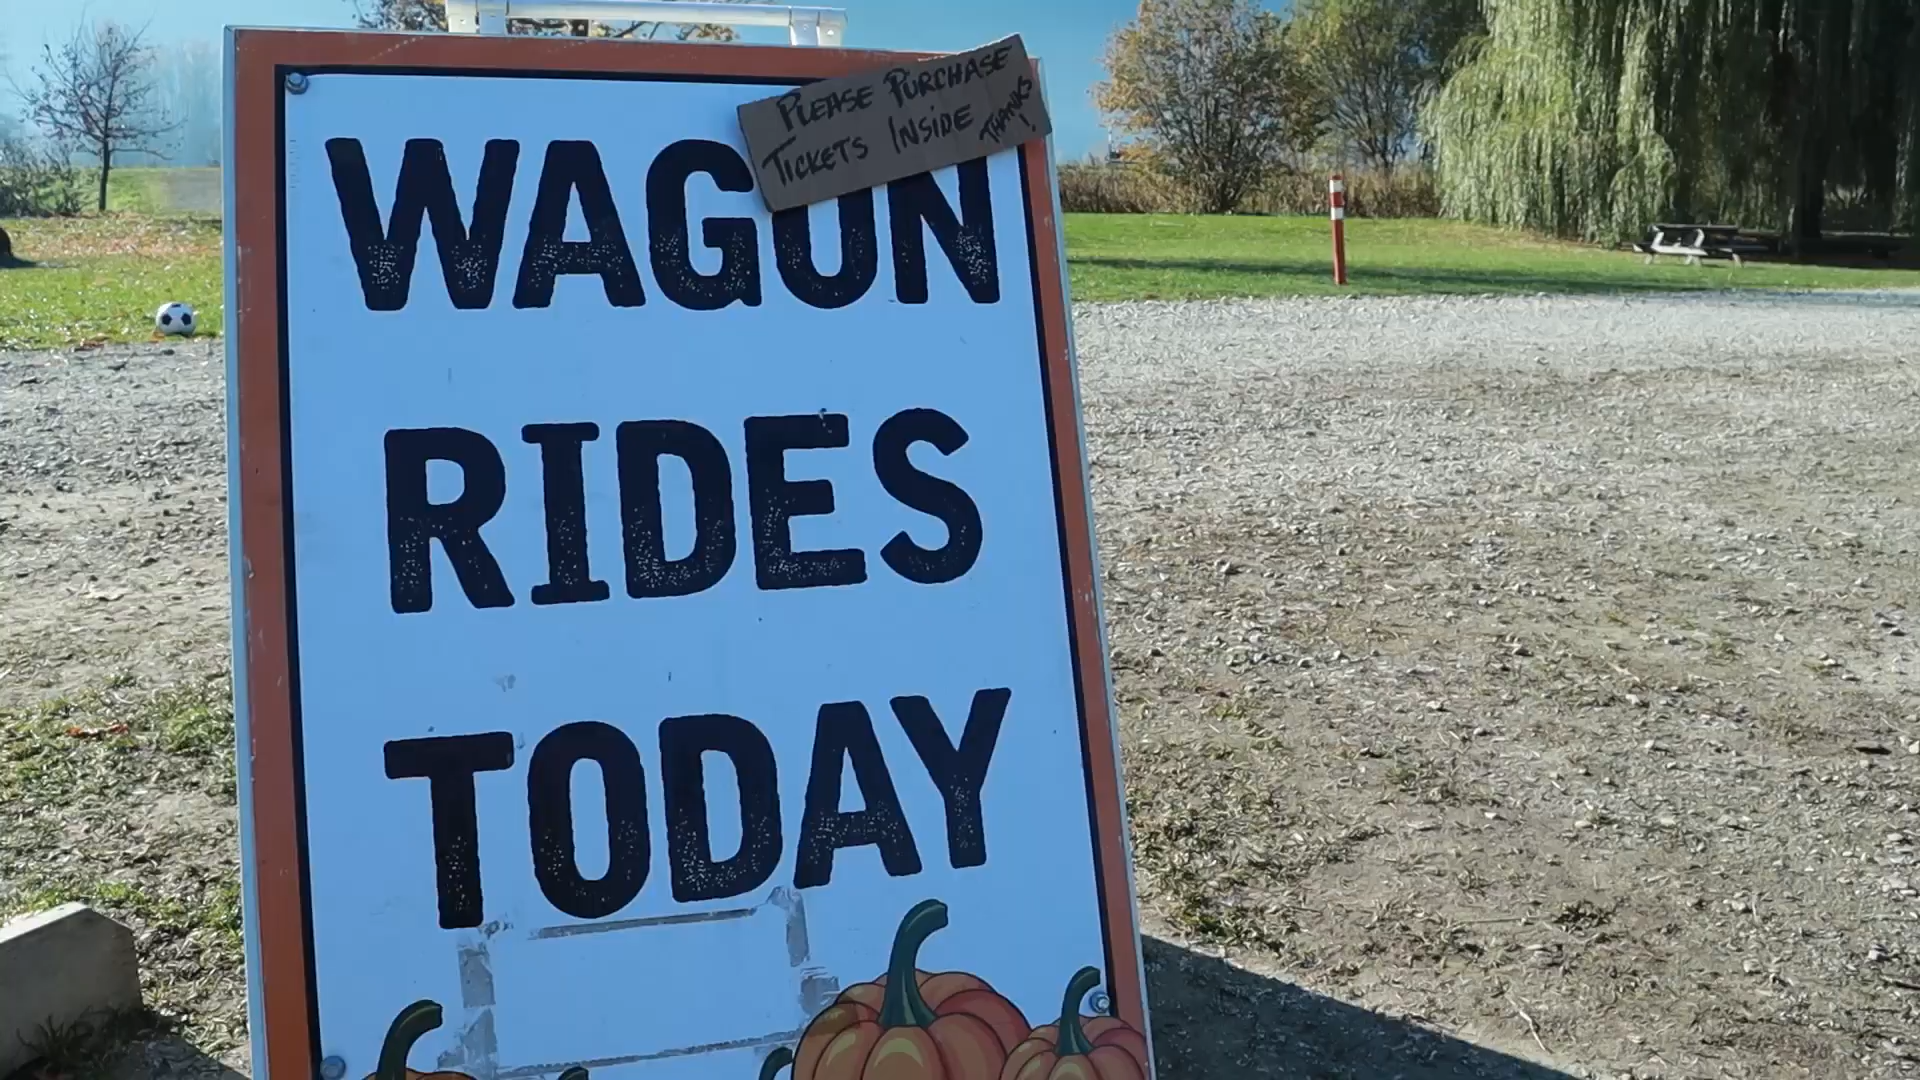 PLEASE PURCHASE
TICKETS INSIDE
THANKS!
WAGON
RIDES
TODAY